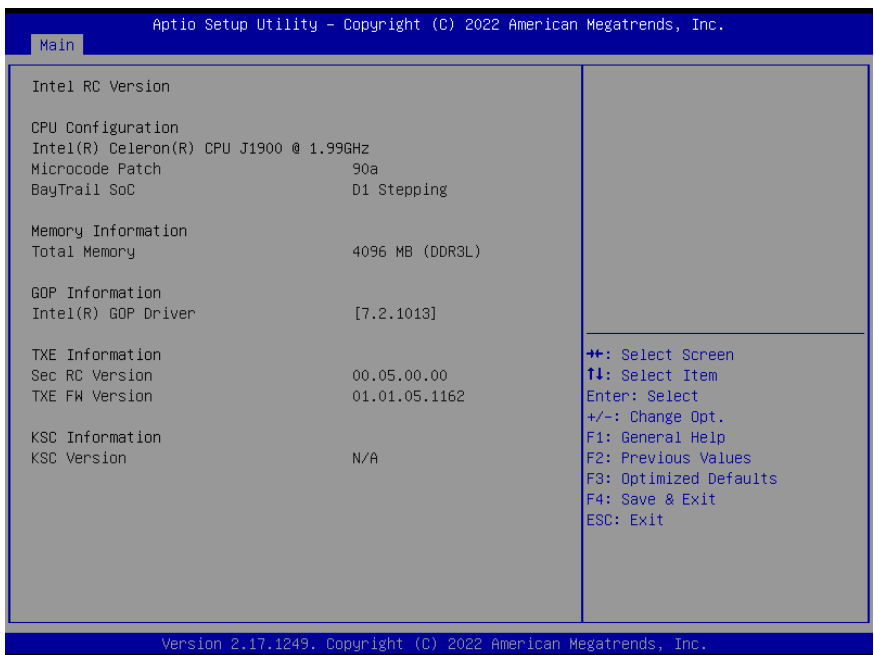 Aptio Setup Utility – Copyright (C) 2022 American Megatrends, Inc.
Main
Intel RC Version
CPU Configuration
Intel(R) Celeron(R) CPU J1900 @ 1.99GHz
Microcode Patch 90a
BayTrail SoC D1 Stepping
Memory Information
Total Memory 4096 MB (DDR3L)
GOP Information
Intel(R) GOP Driver [7.2.1013]
TXE Information
Sec RC Version 00.05.00.00
TXE FW Version 01.01.05.1162
KSC Information
KSC Version N/A
→←: Select Screen
↑↓: Select Item
Enter: Select
+/-: Change Opt.
F1: General Help
F2: Previous Values
F3: Optimized Defaults
F4: Save & Exit
ESC: Exit
Version 2.17.1249. Copyright (C) 2022 American Megatrends, Inc.